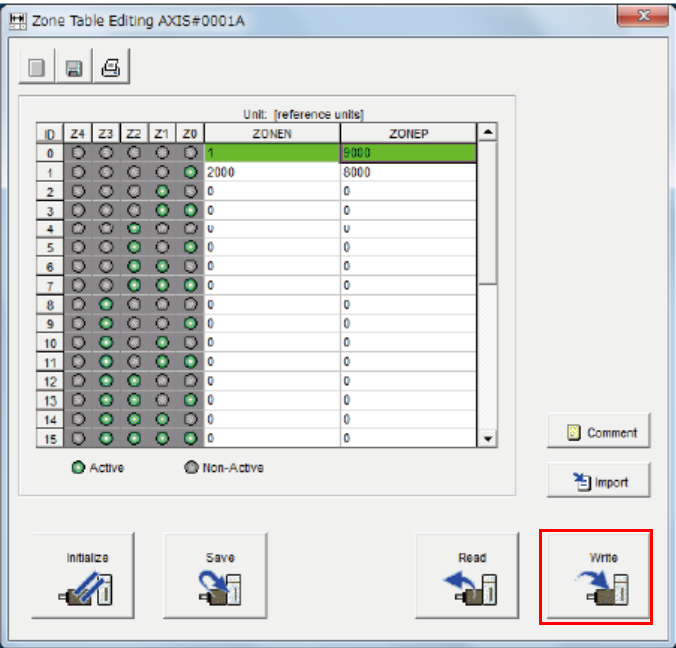 Zone Table Editing AXIS#0001A
Unit: [reference units]
ID Z4 Z3 Z2 Z1 Z0 ZONEN ZONEP
0 1 9000
1 2000 8000
2 0 0
3 0 0
4 0 0
5 0 0
6 0 0
7 0 0
8 0 0
9 0 0
10 0 0
11 0 0
12 0 0
13 0 0
14 0 0
15 0 0
Active Non-Active
Comment
Import
Initialize Save Read Write